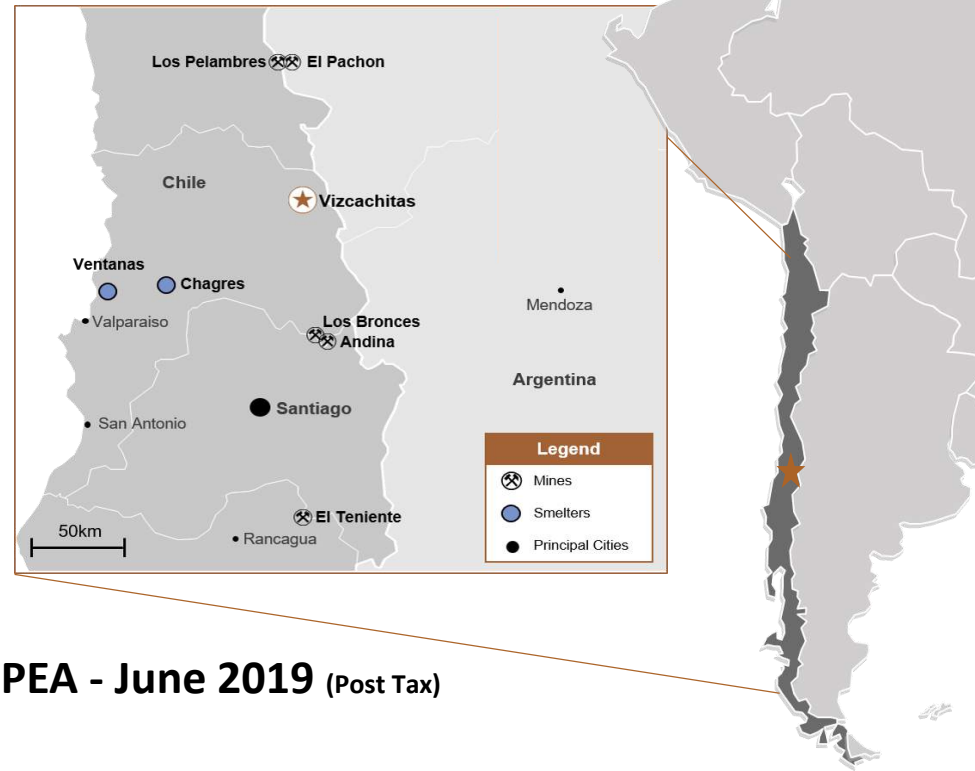 Los Pelambres
El Pachon
Chile
Vizcachitas
Ventanas
Chagres
Mendoza
Valparaiso
Los Bronces
Andina
Argentina
Santiago
San Antonio
Legend
Mines
Smelters
Principal Cities
El Teniente
50km
Rancagua
PEA - June 2019 (Post Tax)